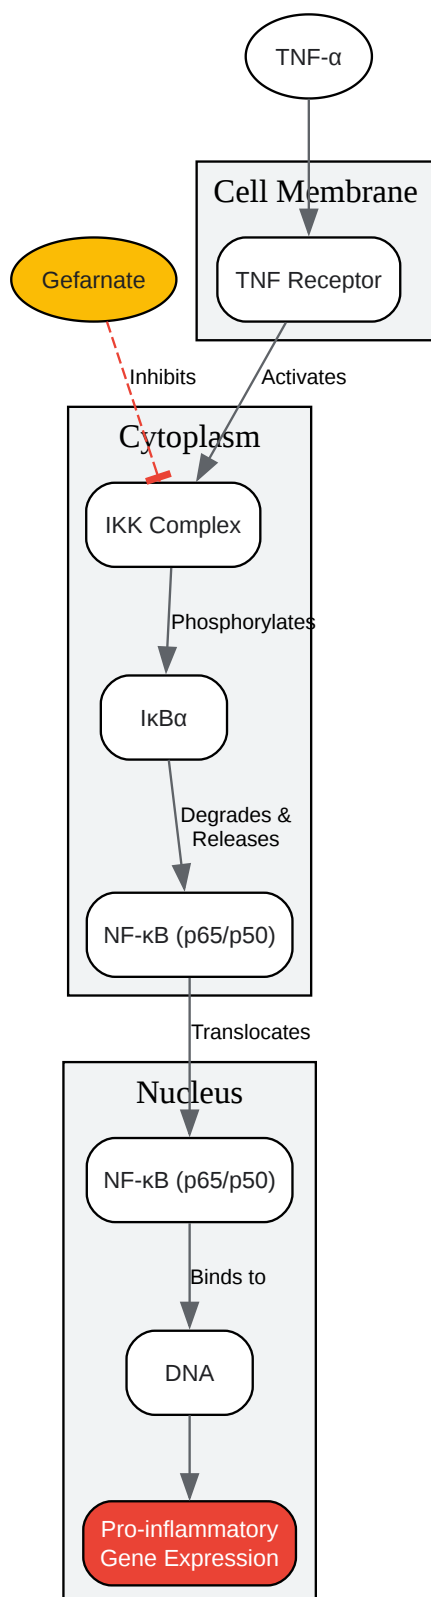 TNF-α
Cell Membrane
TNF Receptor
Gefarnate
Inhibits
Activates
Cytoplasm
IKK Complex
Phosphorylates
IκBα
Degrades &
Releases
NF-κB (p65/p50)
Translocates
Nucleus
NF-κB (p65/p50)
Binds to
DNA
Pro-inflammatory
Gene Expression